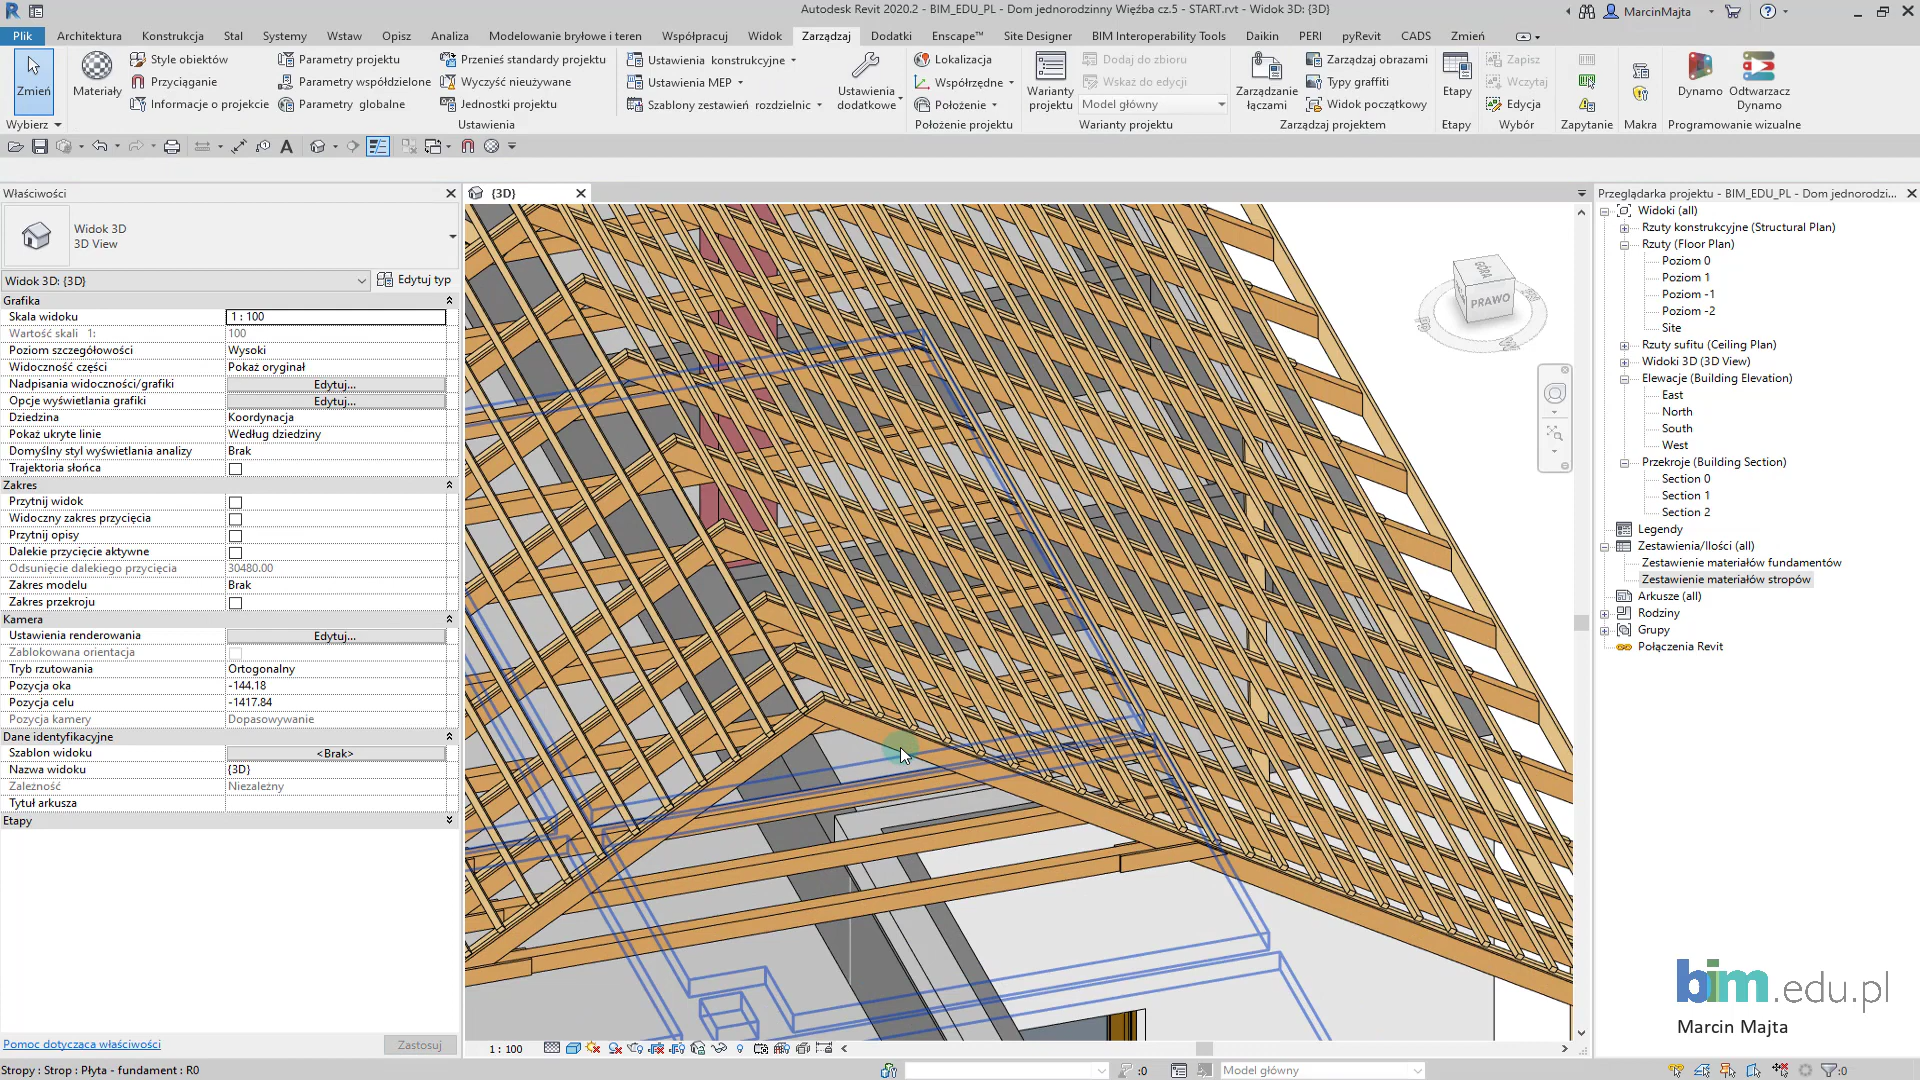 Autodesk Revit 2020.2 - BIM_EDU_PL - Dom jednorodzinny Więźba cz.5 - START.rvt - Widok 3D: {3D}
MarcinMajta
Plik Architektura Konstrukcja Stal Systemy Wstaw Opisz Analiza Modelowanie bryłowe i teren Współpracuj Widok Zarządzaj Dodatki Enscape™ Site Designer BIM Interoperability Tools Daikin PERI pyRevit CADS Zmień
Zmień
Wybierz
Materiały
Style obiektów
Przyciąganie
Informacje o projekcie
Parametry projektu
Parametry współdzielone
Parametry globalne
Przenieś standardy projektu
Wyczyść nieużywane
Jednostki projektu
Ustawienia konstrukcyjne
Ustawienia MEP
Szablony zestawień rozdzielnic
Ustawienia
dodatkowe
Ustawienia
Lokalizacja
Współrzędne
Położenie
Położenie projektu
Warianty
projektu
Dodaj do zbioru
Wskaż do edycji
Model główny
Warianty projektu
Zarządzanie
łączami
Zarządzaj obrazami
Typy graffiti
Widok początkowy
Zarządzaj projektem
Etapy
Etapy
Zapisz
Wczytaj
Edycja
Wybór
Zapytanie
Makra
Dynamo
Odtwarzacz
Dynamo
Programowanie wizualne
Właściwości
Widok 3D
3D View
Widok 3D: {3D}
Edytuj typ
Grafika
Skala widoku 1 : 100
Wartość skali 1: 100
Poziom szczegółowości Wysoki
Widoczność części Pokaż oryginał
Nadpisania widoczności/grafiki Edytuj...
Opcje wyświetlania grafiki Edytuj...
Dziedzina Koordynacja
Pokaż ukryte linie Według dziedziny
Domyślny styl wyświetlania analizy Brak
Trajektoria słońca
Zakres
Przytnij widok
Widoczny zakres przycięcia
Przytnij opisy
Dalekie przycięcie aktywne
Odsunięcie dalekiego przycięcia 30480.00
Zakres modelu Brak
Zakres przekroju
Kamera
Ustawienia renderowania Edytuj...
Zablokowana orientacja
Tryb rzutowania Ortogonalny
Pozycja oka -144.18
Pozycja celu -1417.84
Pozycja kamery Dopasowywanie
Dane identyfikacyjne
Szablon widoku <Brak>
Nazwa widoku {3D}
Zależność Niezależny
Tytuł arkusza
Etapy
Pomoc dotycząca właściwości
Zastosuj
{3D}
GÓRA
PRAWO
1 : 100
Przeglądarka projektu - BIM_EDU_PL - Dom jednorodzi...
Widoki (all)
Rzuty konstrukcyjne (Structural Plan)
Rzuty (Floor Plan)
Poziom 0
Poziom 1
Poziom -1
Poziom -2
Site
Rzuty sufitu (Ceiling Plan)
Widoki 3D (3D View)
Elewacje (Building Elevation)
East
North
South
West
Przekroje (Building Section)
Section 0
Section 1
Section 2
Legendy
Zestawienia/Ilości (all)
Zestawienie materiałów fundamentów
Zestawienie materiałów stropów
Arkusze (all)
Rodziny
Grupy
Połączenia Revit
bim.edu.pl
Marcin Majta
Stropy : Strop : Płyta - fundament : R0
:0
Model główny
:0